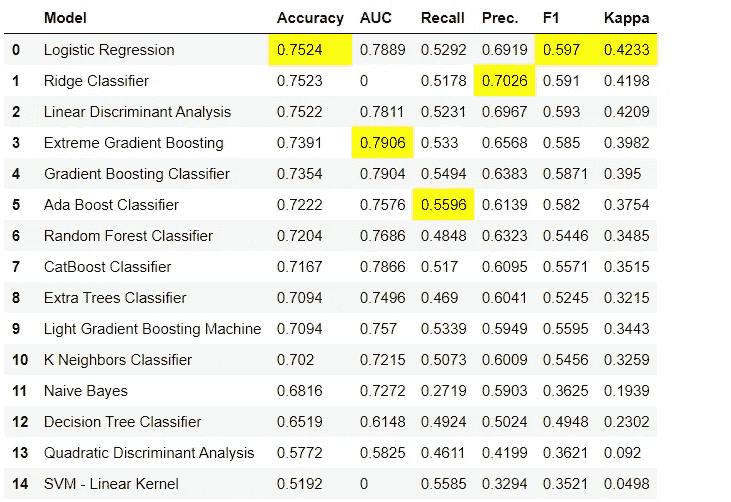 Model Accuracy AUC Recall Prec. F1 Kappa
0 Logistic Regression 0.7524 0.7889 0.5292 0.6919 0.597 0.4233
1 Ridge Classifier 0.7523 0 0.5178 0.7026 0.591 0.4198
2 Linear Discriminant Analysis 0.7522 0.7811 0.5231 0.6967 0.593 0.4209
3 Extreme Gradient Boosting 0.7391 0.7906 0.533 0.6568 0.585 0.3982
4 Gradient Boosting Classifier 0.7354 0.7904 0.5494 0.6383 0.5871 0.395
5 Ada Boost Classifier 0.7222 0.7576 0.5596 0.6139 0.582 0.3754
6 Random Forest Classifier 0.7204 0.7686 0.4848 0.6323 0.5446 0.3485
7 CatBoost Classifier 0.7167 0.7866 0.517 0.6095 0.5571 0.3515
8 Extra Trees Classifier 0.7094 0.7496 0.469 0.6041 0.5245 0.3215
9 Light Gradient Boosting Machine 0.7094 0.757 0.5339 0.5949 0.5595 0.3443
10 K Neighbors Classifier 0.702 0.7215 0.5073 0.6009 0.5456 0.3259
11 Naive Bayes 0.6816 0.7272 0.2719 0.5903 0.3625 0.1939
12 Decision Tree Classifier 0.6519 0.6148 0.4924 0.5024 0.4948 0.2302
13 Quadratic Discriminant Analysis 0.5772 0.5825 0.4611 0.4199 0.3621 0.092
14 SVM - Linear Kernel 0.5192 0 0.5585 0.3294 0.3521 0.0498